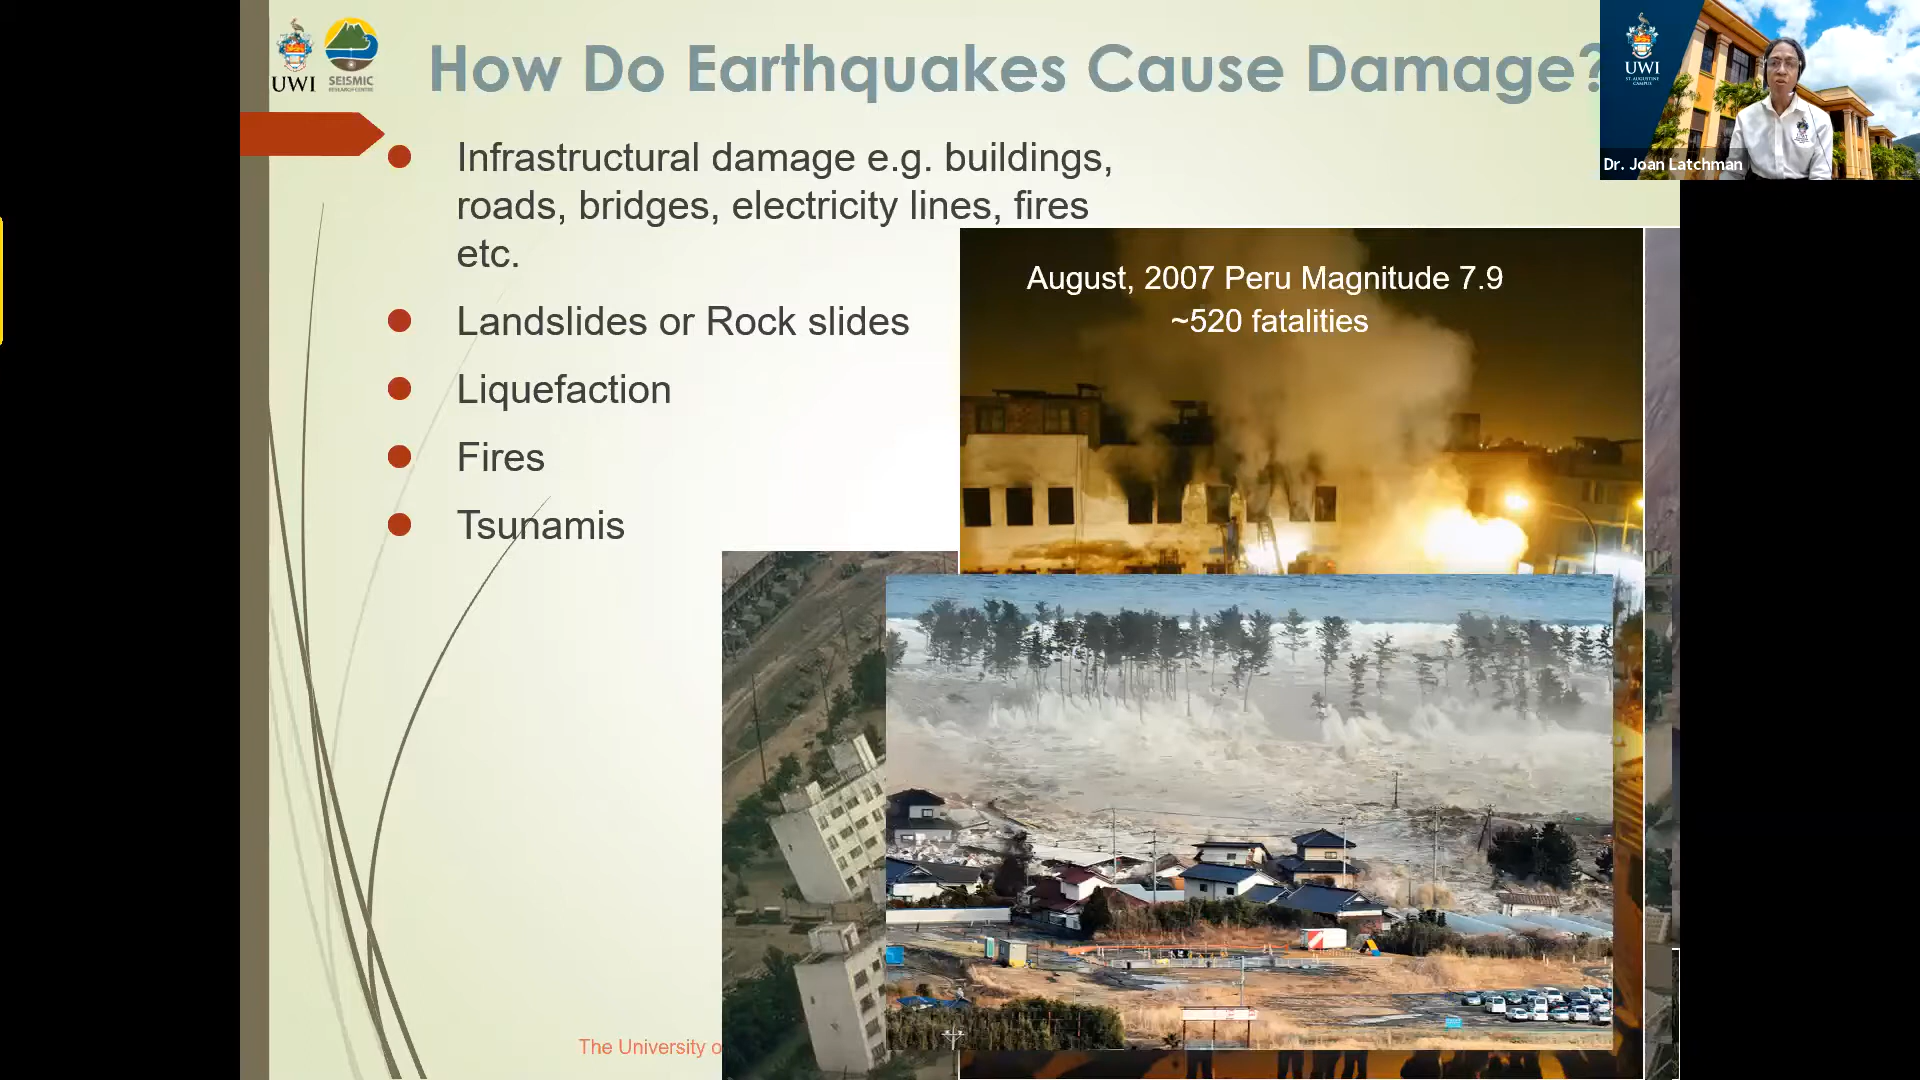 UWI
SEISMIC
RESEARCH CENTRE
How Do Earthquakes Cause Damage?
UWI
ST. AUGUSTINE
CAMPUS
Dr. Joan Latchman
Infrastructural damage e.g. buildings,
roads, bridges, electricity lines, fires
etc.
Landslides or Rock slides
Liquefaction
Fires
Tsunamis
August, 2007 Peru Magnitude 7.9
~520 fatalities
The University o